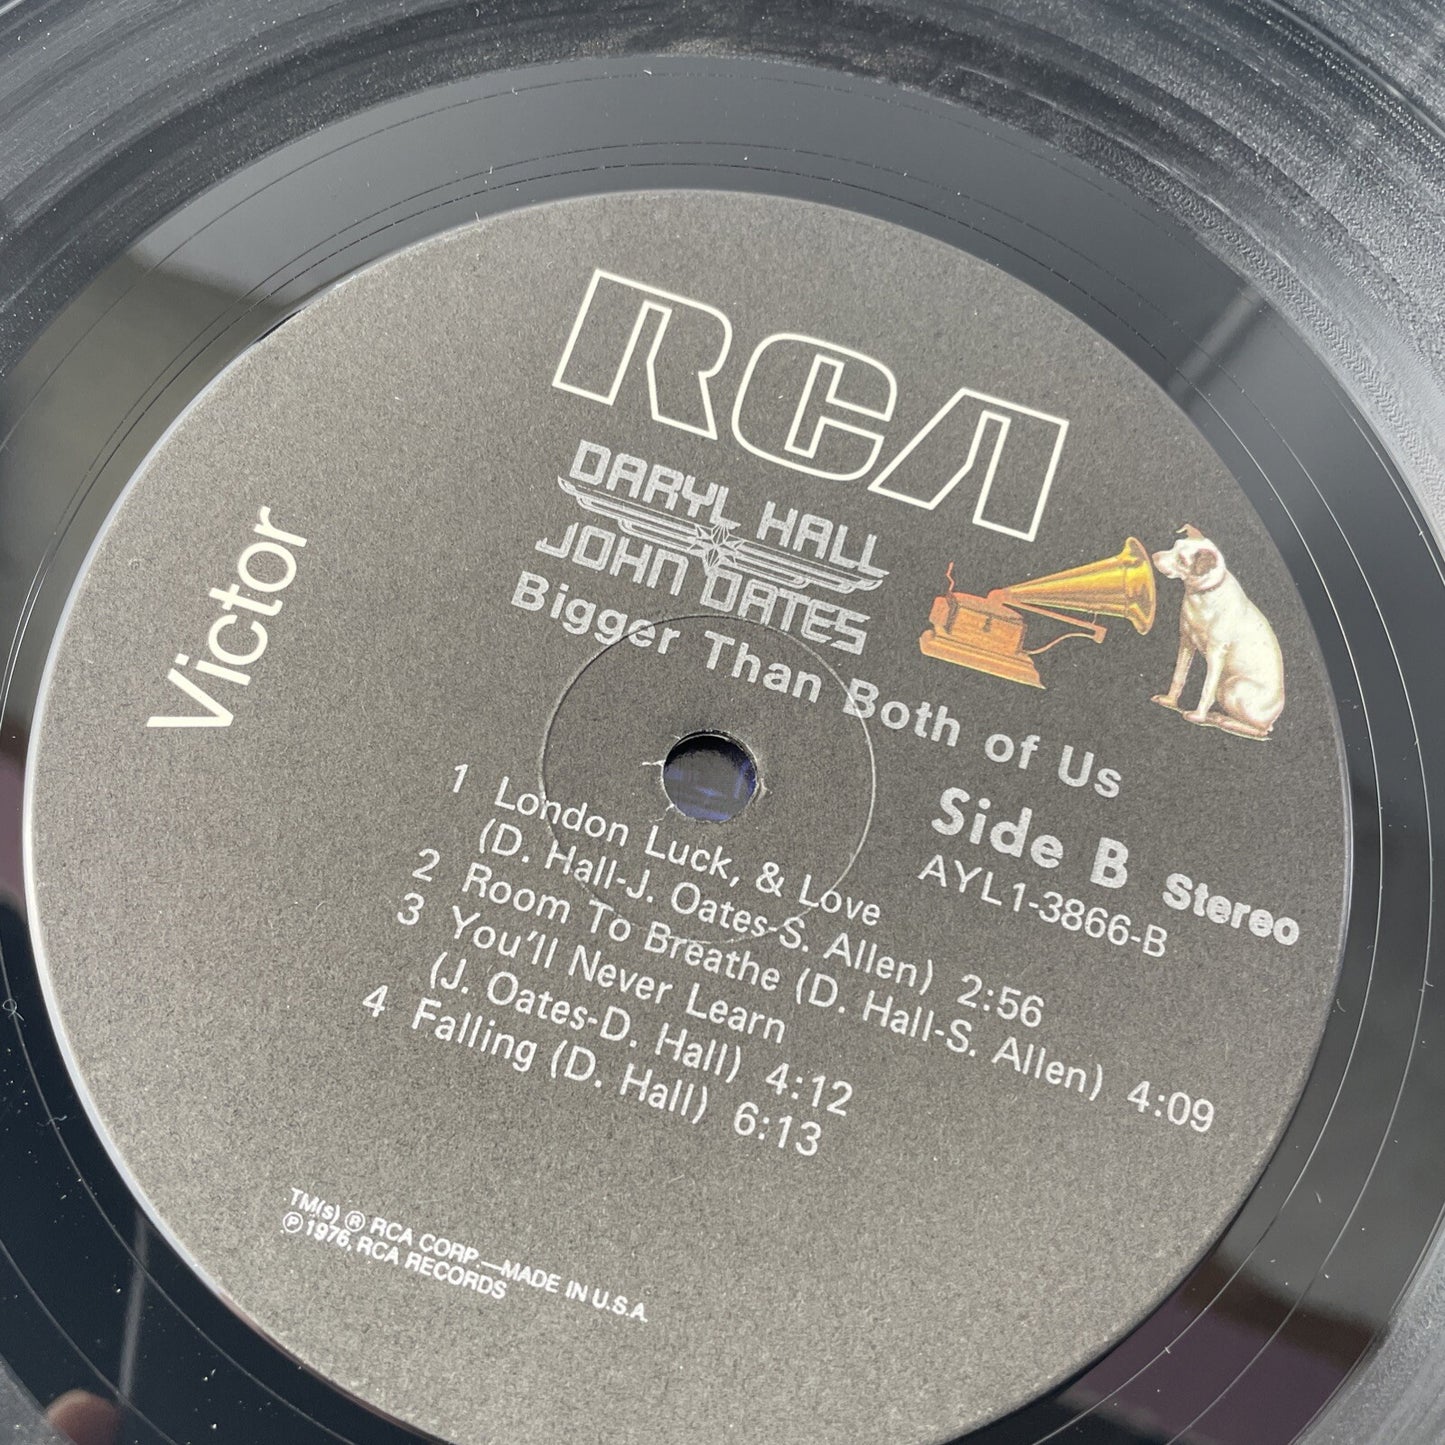 RCA
Victor
DARYL HALL
JOHN OATES
Bigger Than Both of Us
Side B Stereo
AYL1-3866-B
1 London Luck, & Love
(D. Hall-J. Oates-S. Allen) 2:56
2 Room To Breathe (D. Hall-S. Allen) 4:09
3 You'll Never Learn
(J. Oates-D. Hall) 4:12
4 Falling (D. Hall) 6:13
TM(s) ® RCA CORP.—MADE IN U.S.A
℗ 1976, RCA RECORDS